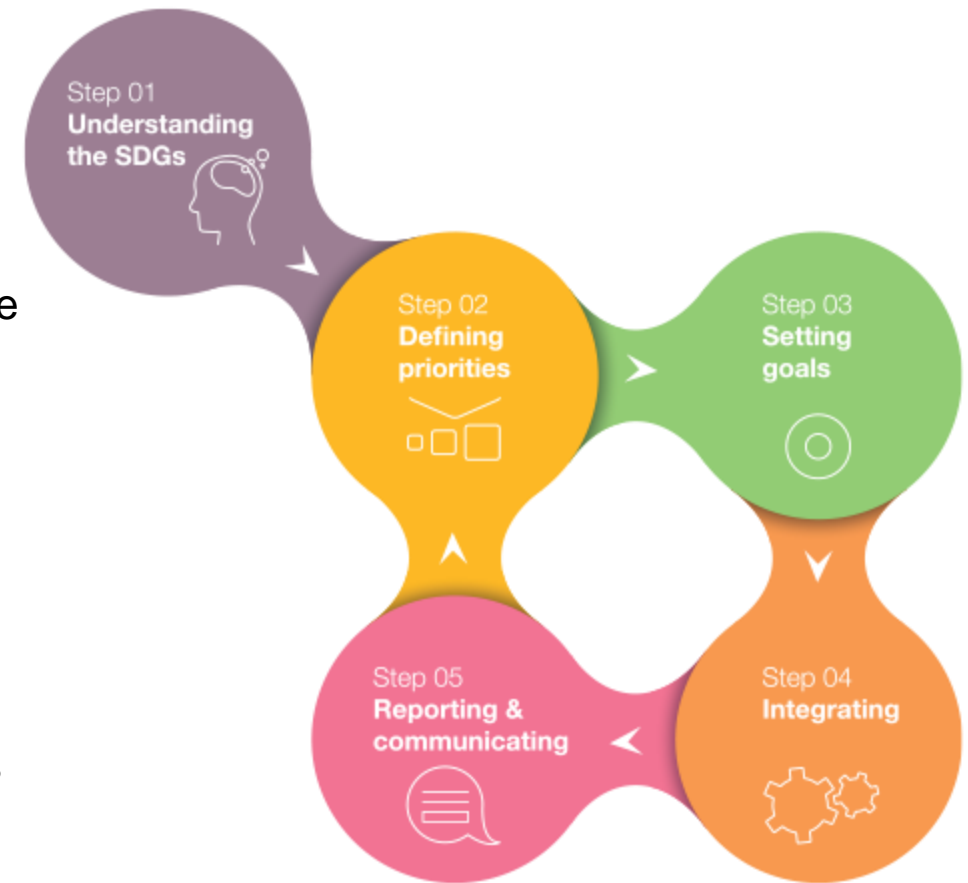 Step 01
Understanding
the SDGs
e
Step 02
Defining
priorities
Step 03
Setting
goals
Step 05
Reporting &
communicating
Step 04
Integrating